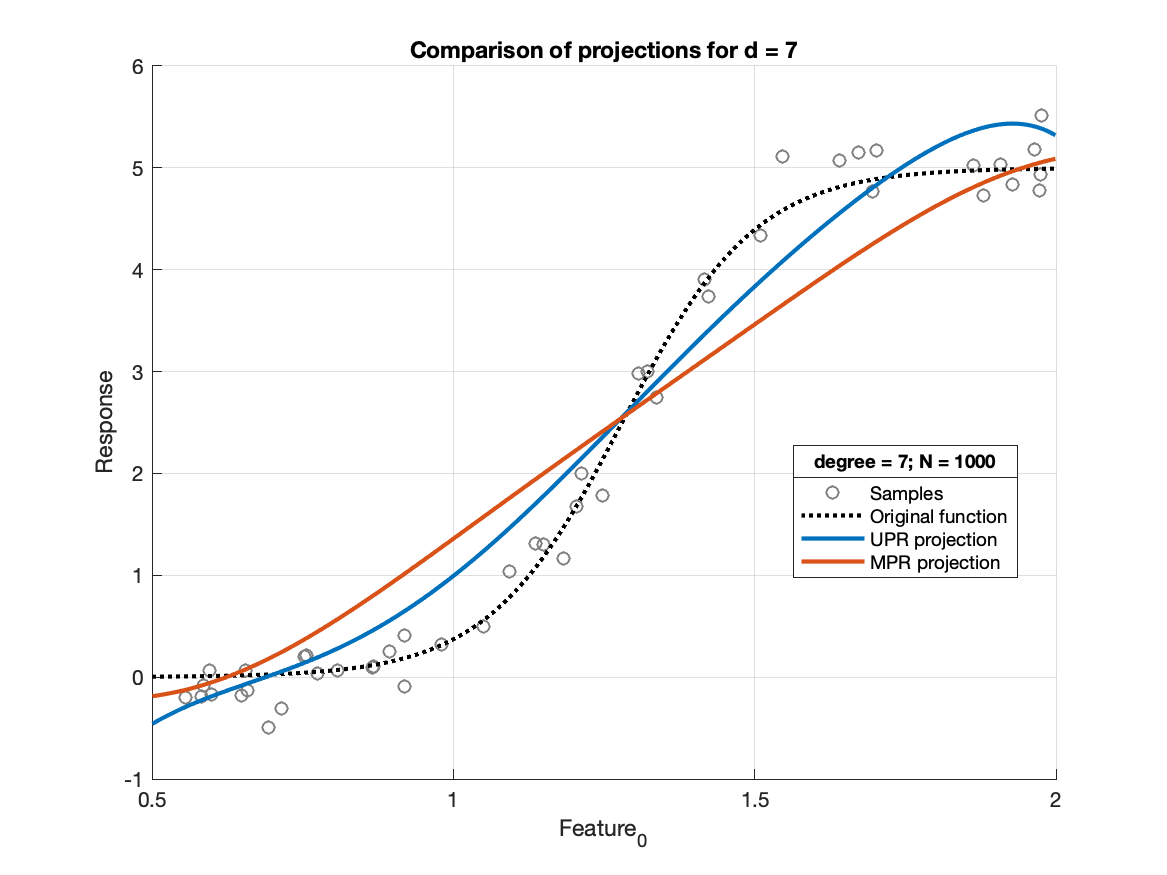 Comparison of projections for d = 7
6
5
4
3
2
1
0
-1
Response
degree = 7; N = 1000
Samples
Original function
UPR projection
MPR projection
0.5 1 1.5 2
Feature0